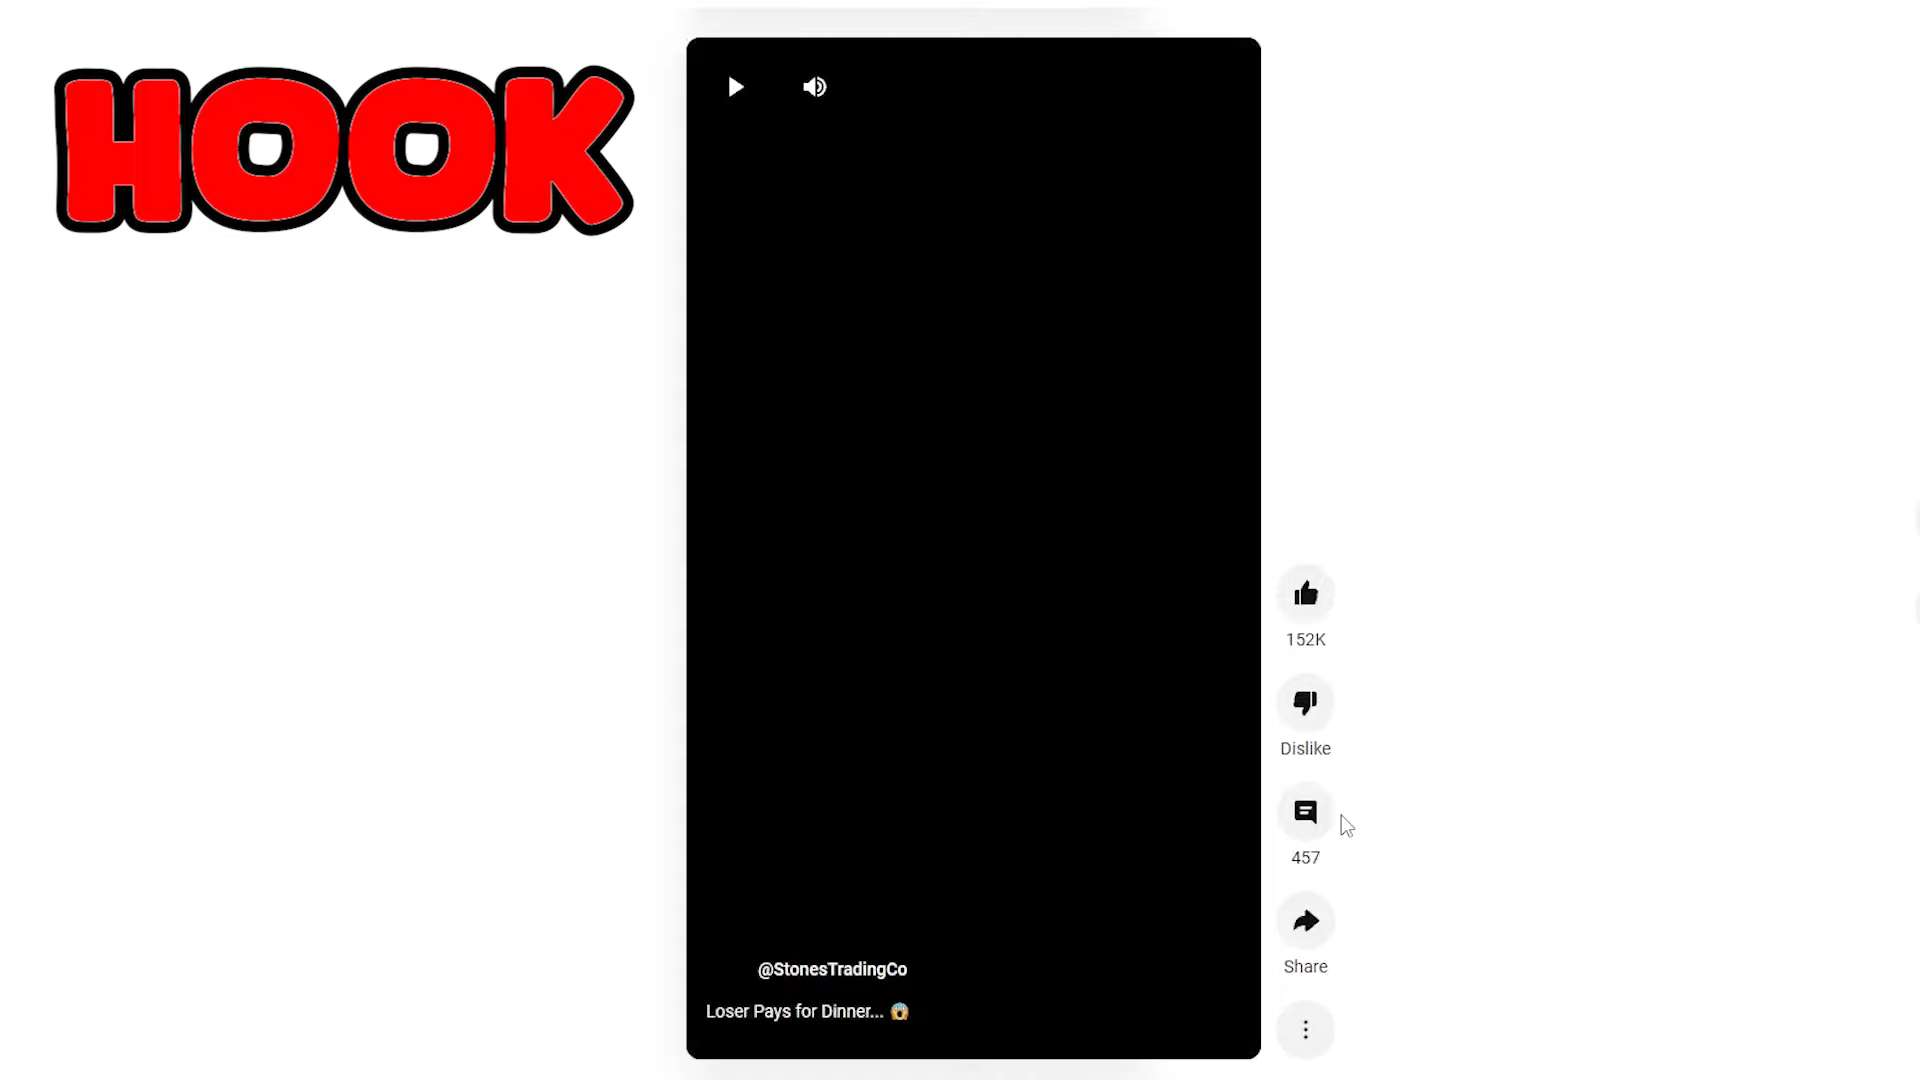 HOOK
152K
Dislike
457
@StonesTradingCo
Share
Loser Pays for Dinner... 😱